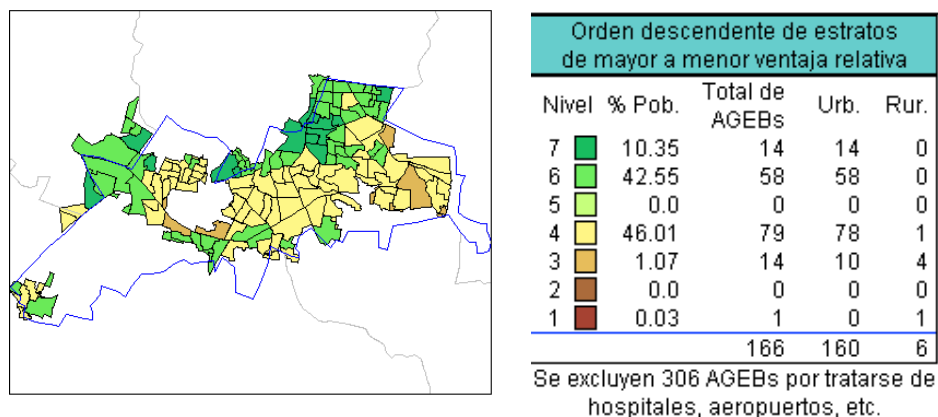 Orden descendente de estratos
de mayor a menor ventaja relativa
Nivel % Pob. Total de AGEBs Urb. Rur.
7 10.35 14 14 0
6 42.55 58 58 0
5 0.0 0 0 0
4 46.01 79 78 1
3 1.07 14 10 4
2 0.0 0 0 0
1 0.03 1 0 1
166 160 6
Se excluyen 306 AGEBs por tratarse de
hospitales, aeropuertos, etc.